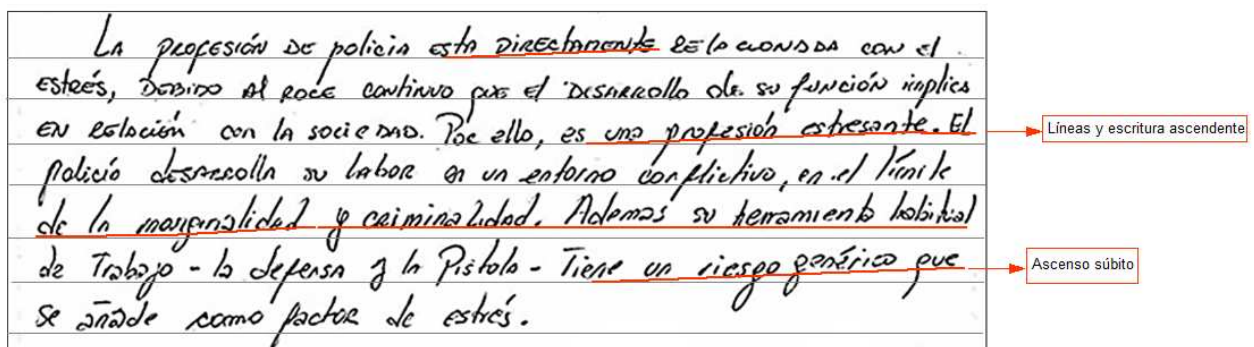 La profesión de policia esta directamente relacionada con el
estrés, debido al roce continuo que el desarrollo de su función implica
en relación con la sociedad. Por ello, es una profesión estresante. El
policía desarrolla su labor en un entorno conflictivo, en el límite
de la marginalidad y criminalidad. Ademas su herramienta habitual
de Trabajo - la defensa y la Pistola - Tiene un riesgo genérico que
se añade como factor de estrés.
Líneas y escritura ascendente
Ascenso súbito